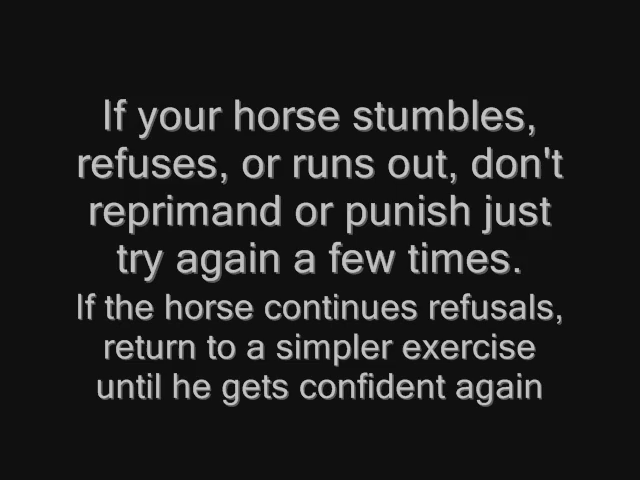 If your horse stumbles,
refuses, or runs out, don't
reprimand or punish just
try again a few times.
If the horse continues refusals,
return to a simpler exercise
until he gets confident again